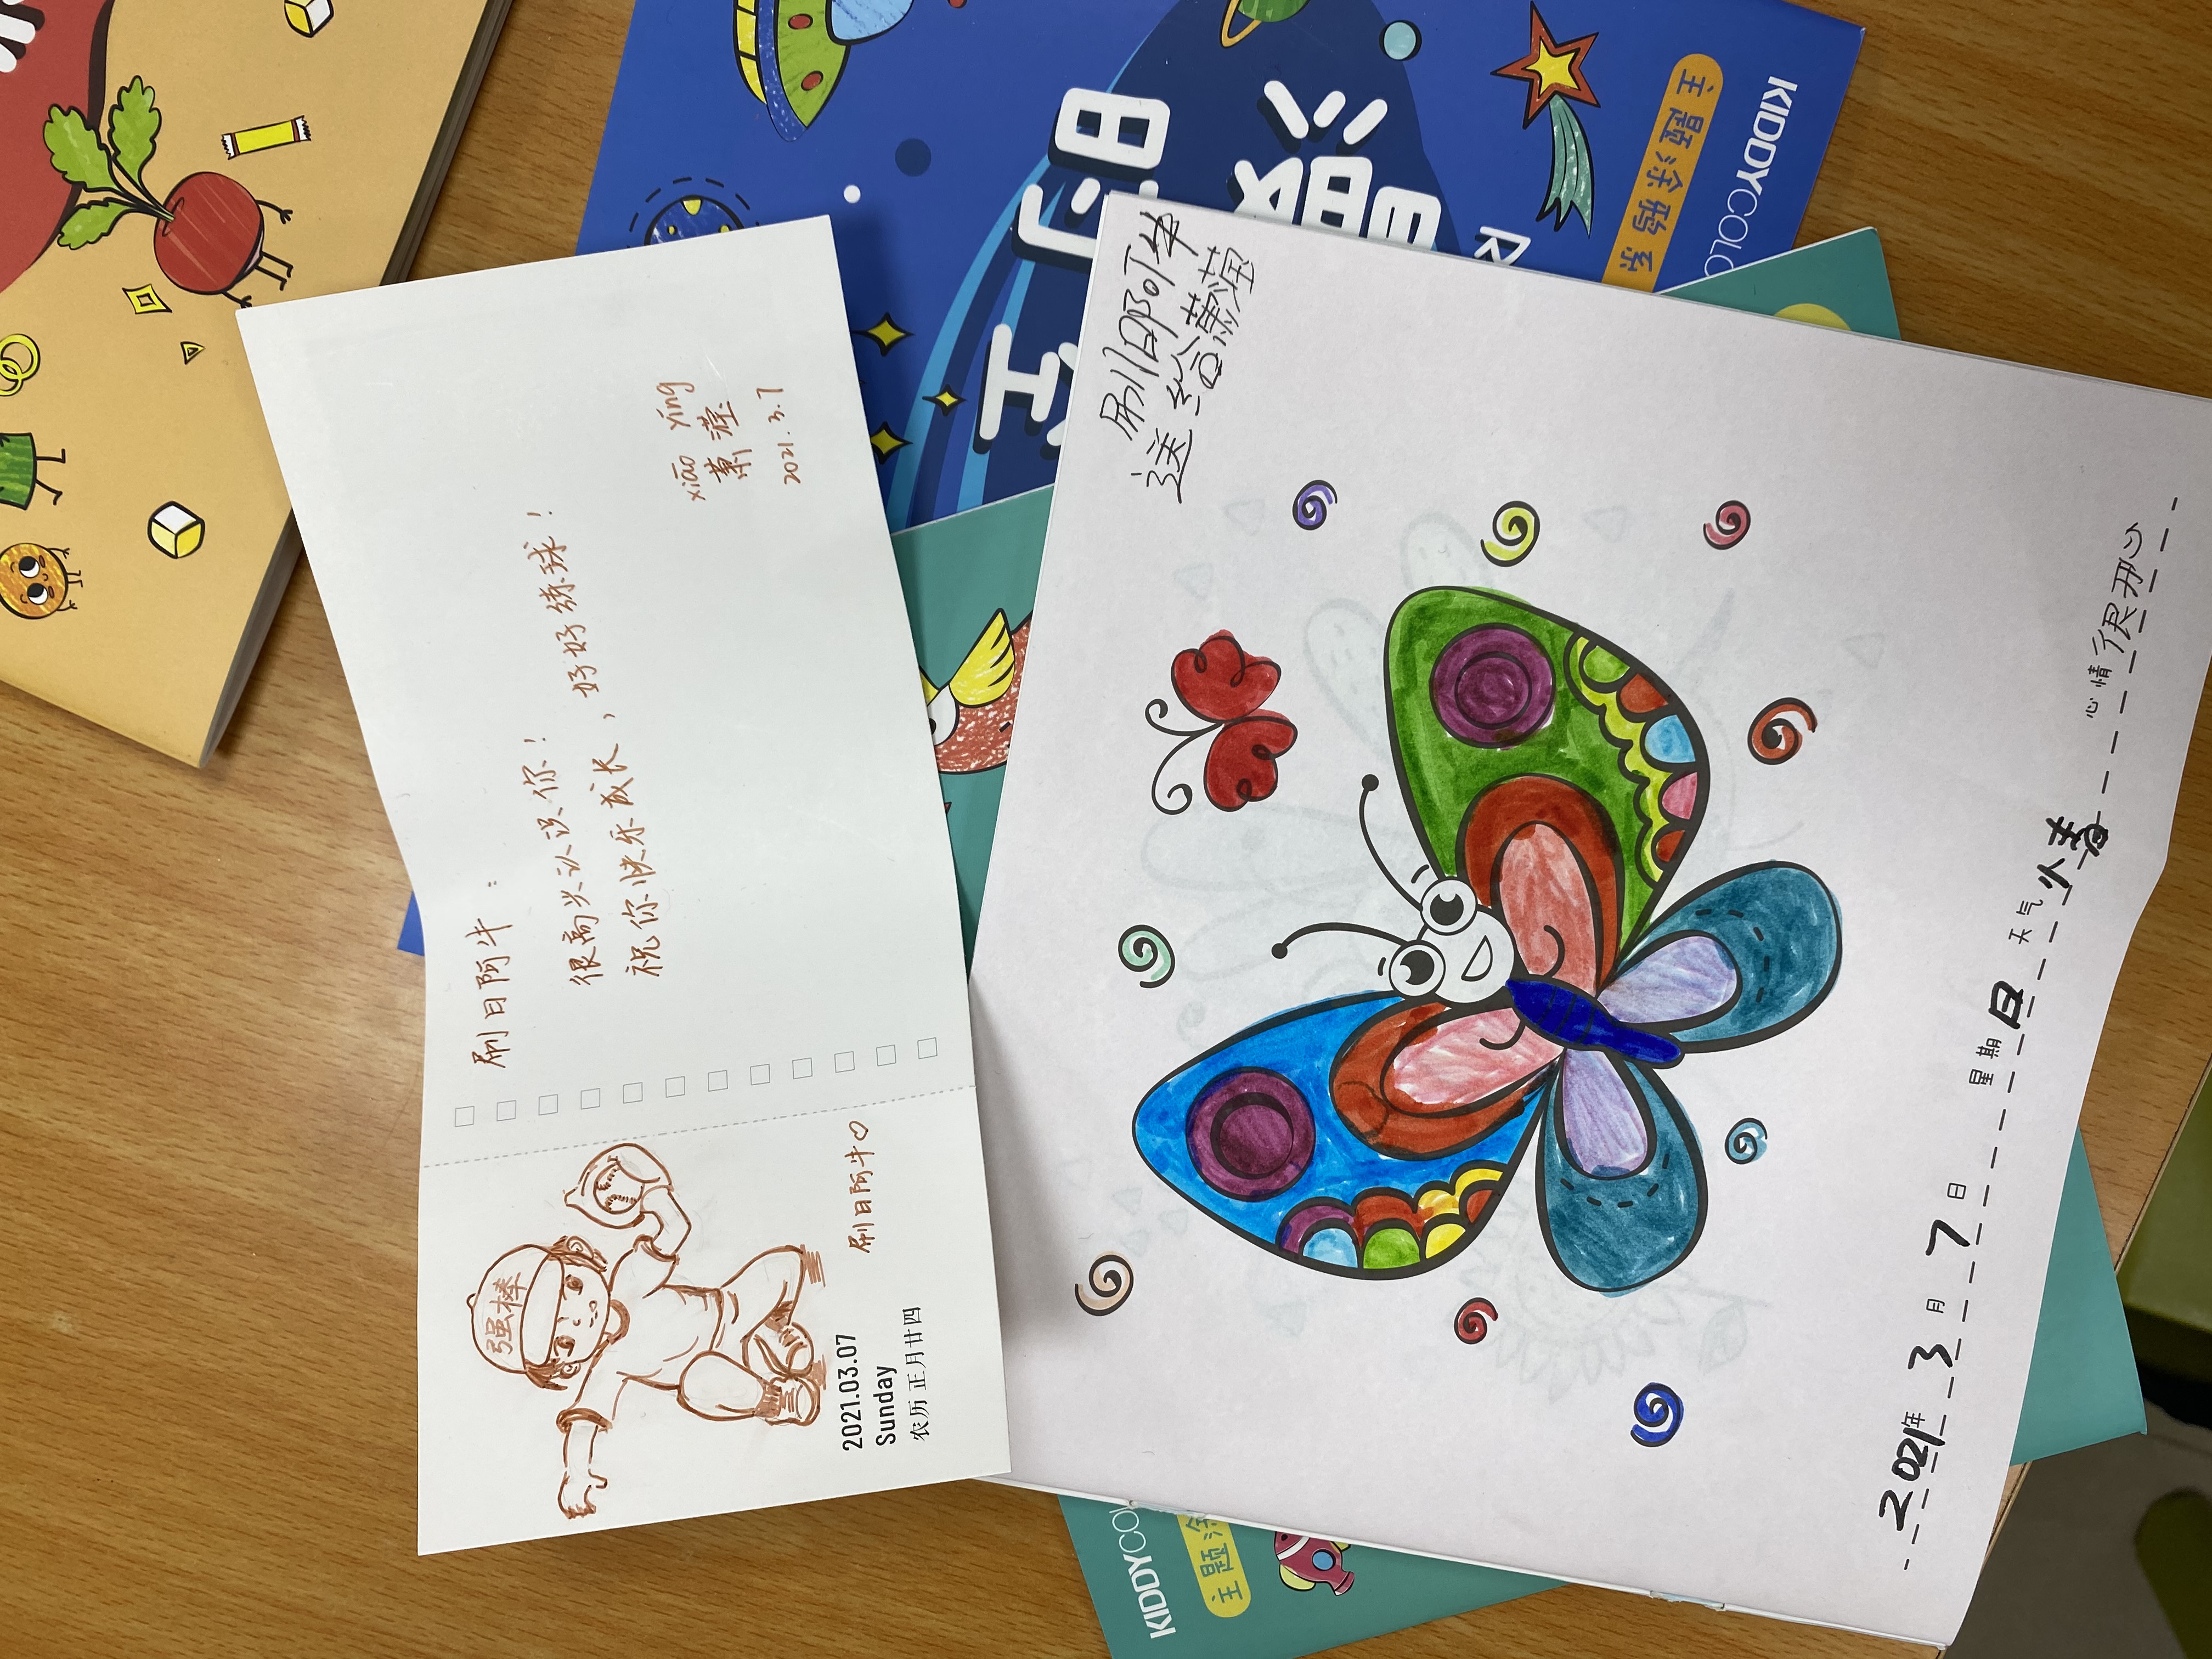 强棒
2021.03.07
Sunday
农历 正月廿四
刷日阿牛♡
刷日阿牛：
很高兴认识你！
祝你快乐成长，好好练球！
xiāo yíng
萧滢
2021.3.7
刷日阿牛
送给萧滢
2021年 3月 7日 星期日 天气 小 心情 很开心
KIDDYCOL
主题涂
主题涂鸦系
KIDDYCOLO